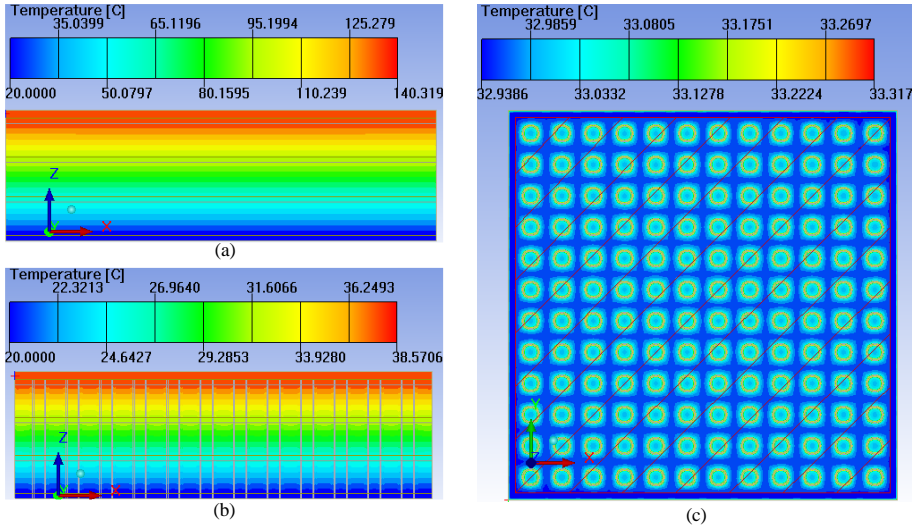 Temperature [C]
35.0399 65.1196 95.1994 125.279
20.0000 50.0797 80.1595 110.239 140.319
Z
Y
X
(a)
Temperature [C]
22.3213 26.9640 31.6066 36.2493
20.0000 24.6427 29.2853 33.9280 38.5706
Z
Y
X
(b)
Temperature [C]
32.9859 33.0805 33.1751 33.2697
32.9386 33.0332 33.1278 33.2224 33.317
Y
Z
X
(c)